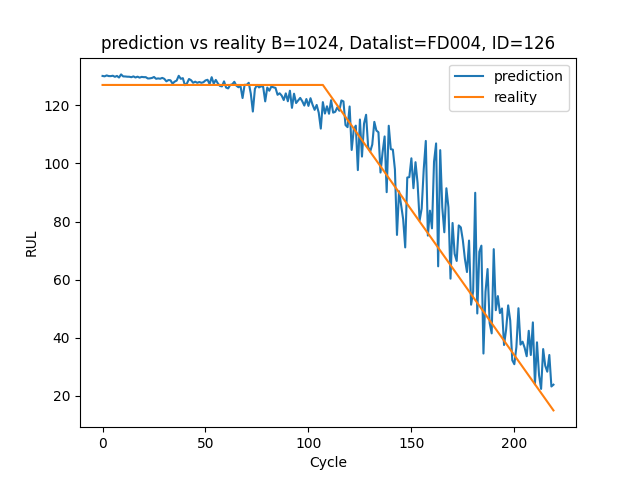 prediction vs reality B=1024, Datalist=FD004, ID=126
prediction
reality
RUL
120
100
80
60
40
20
0
50
100
150
200
Cycle